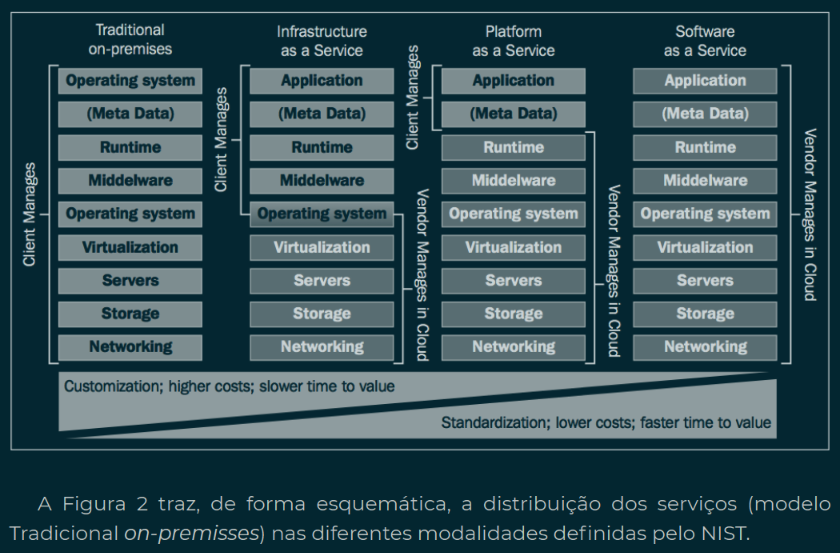 Traditional
on-premises
Client Manages
Operating system
(Meta Data)
Runtime
Middelware
Operating system
Virtualization
Servers
Storage
Networking
Infrastructure
as a Service
Client Manages
Application
(Meta Data)
Runtime
Middelware
Operating system
Virtualization
Servers
Storage
Networking
Vendor Manages in Cloud
Platform
as a Service
Client Manages
Application
(Meta Data)
Runtime
Middelware
Operating system
Virtualization
Servers
Storage
Networking
Vendor Manages in Cloud
Software
as a Service
Application
(Meta Data)
Runtime
Middelware
Operating system
Virtualization
Servers
Storage
Networking
Vendor Manages in Cloud
Customization; higher costs; slower time to value
Standardization; lower costs; faster time to value
A Figura 2 traz, de forma esquemática, a distribução dos serviços (modelo
Tradicional on-premisses) nas diferentes modalidades definidas pelo NIST.